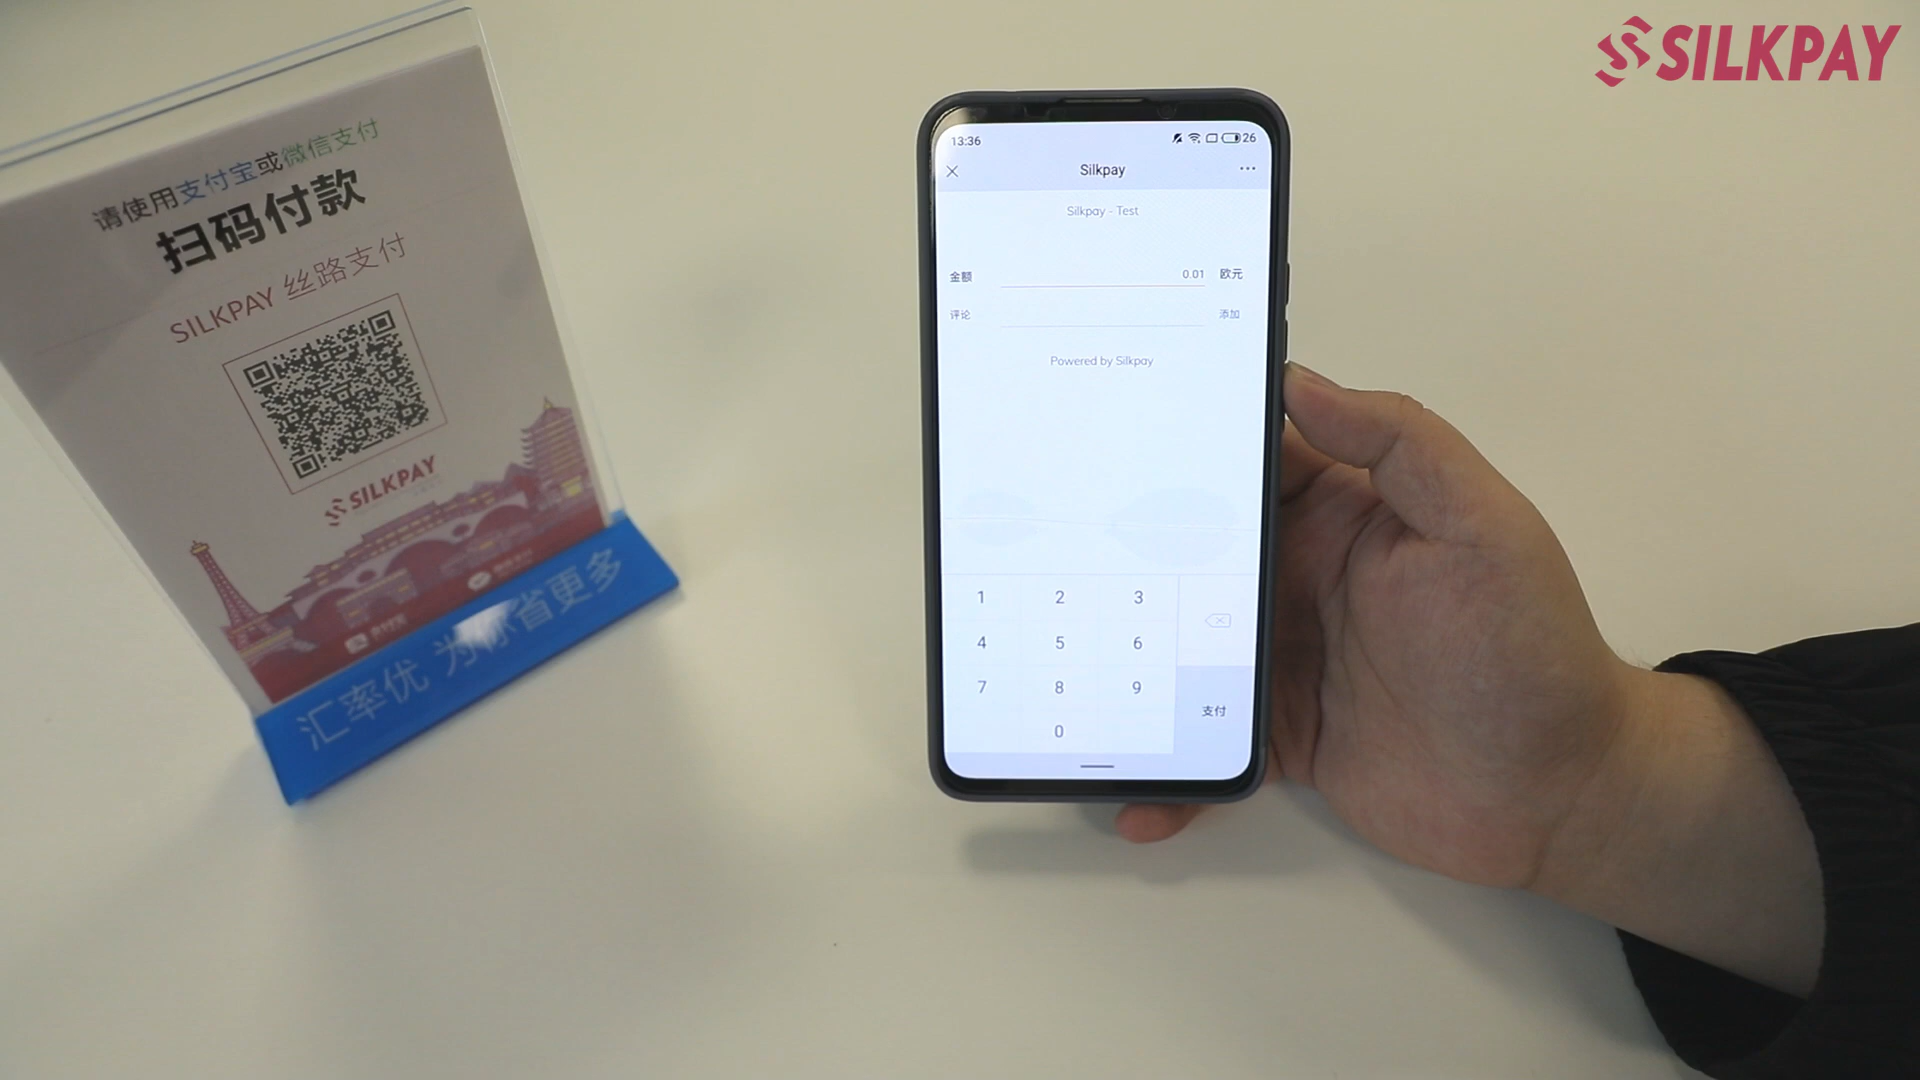 SILKPAY
请使用支付宝或微信支付
扫码付款
SILKPAY 丝路支付
SILKPAY
汇率优 为你省更多
13:36
26
Silkpay
Silkpay - Test
金额 0.01 欧元
评论 添加
Powered by Silkpay
1 2 3
4 5 6
7 8 9
支付
0